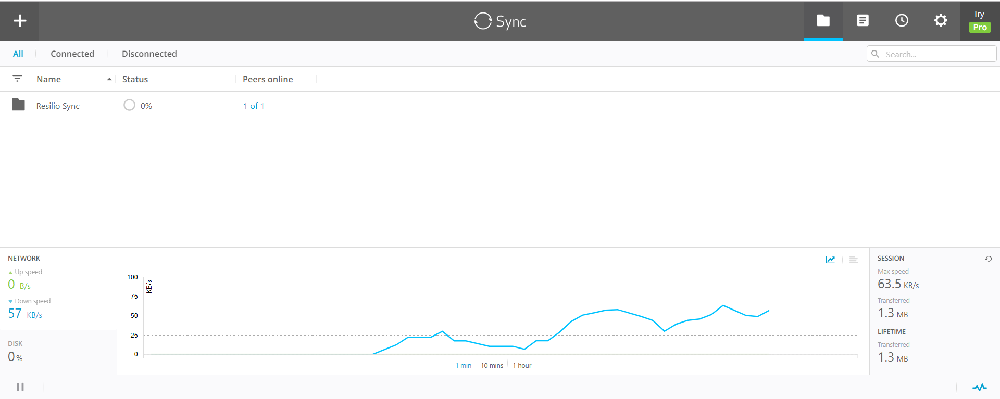 Sync
Try
Pro
All Connected Disconnected
Search...
Name Status Peers online
Resilio Sync 0% 1 of 1
NETWORK
Up speed
0 B/s
Down speed
57 KB/s
DISK
0%
100
75
50
25
0
KB/s
1 min 10 mins 1 hour
SESSION
Max speed
63.5 KB/s
Transferred
1.3 MB
LIFETIME
Transferred
1.3 MB